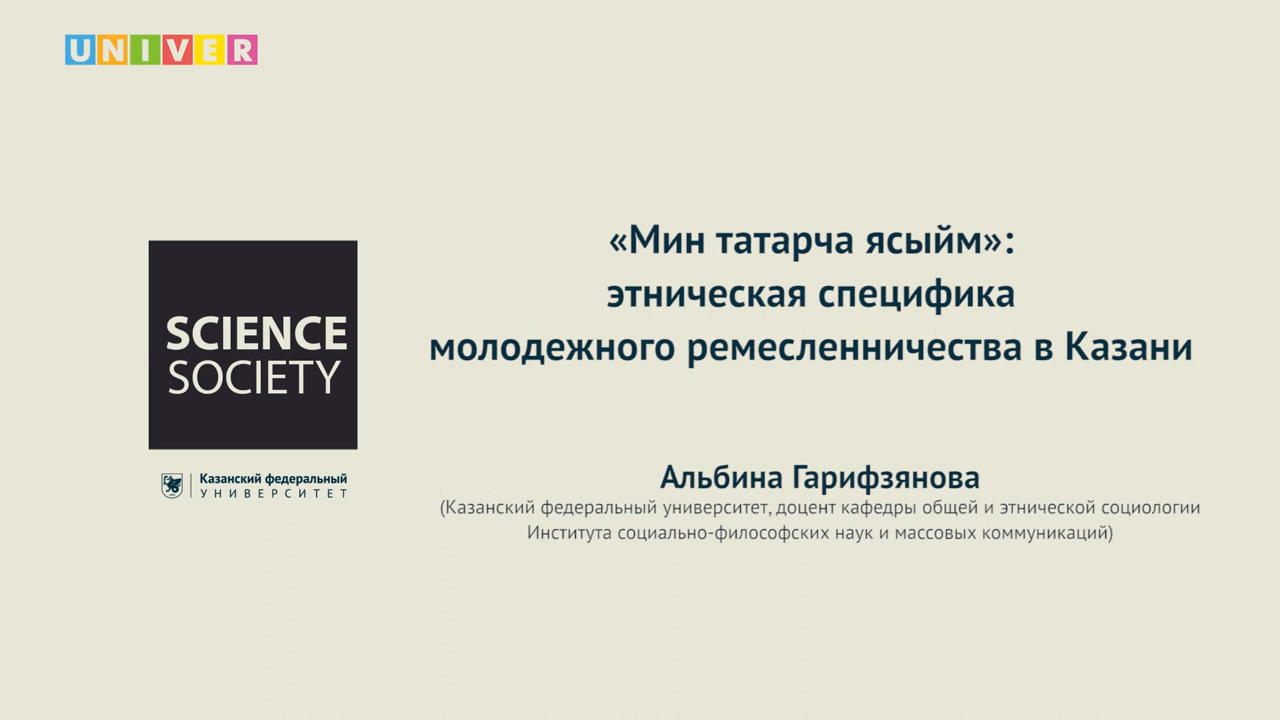 UNIVER
«Мин татарча ясыйм»:
этническая специфика
молодежного ремесленничества в Казани
SCIENCE
SOCIETY
Казанский федеральный
УНИВЕРСИТЕТ
Альбина Гарифзянова
(Казанский федеральный университет, доцент кафедры общей и этнической социологии
Института социально-философских наук и массовых коммуникаций)